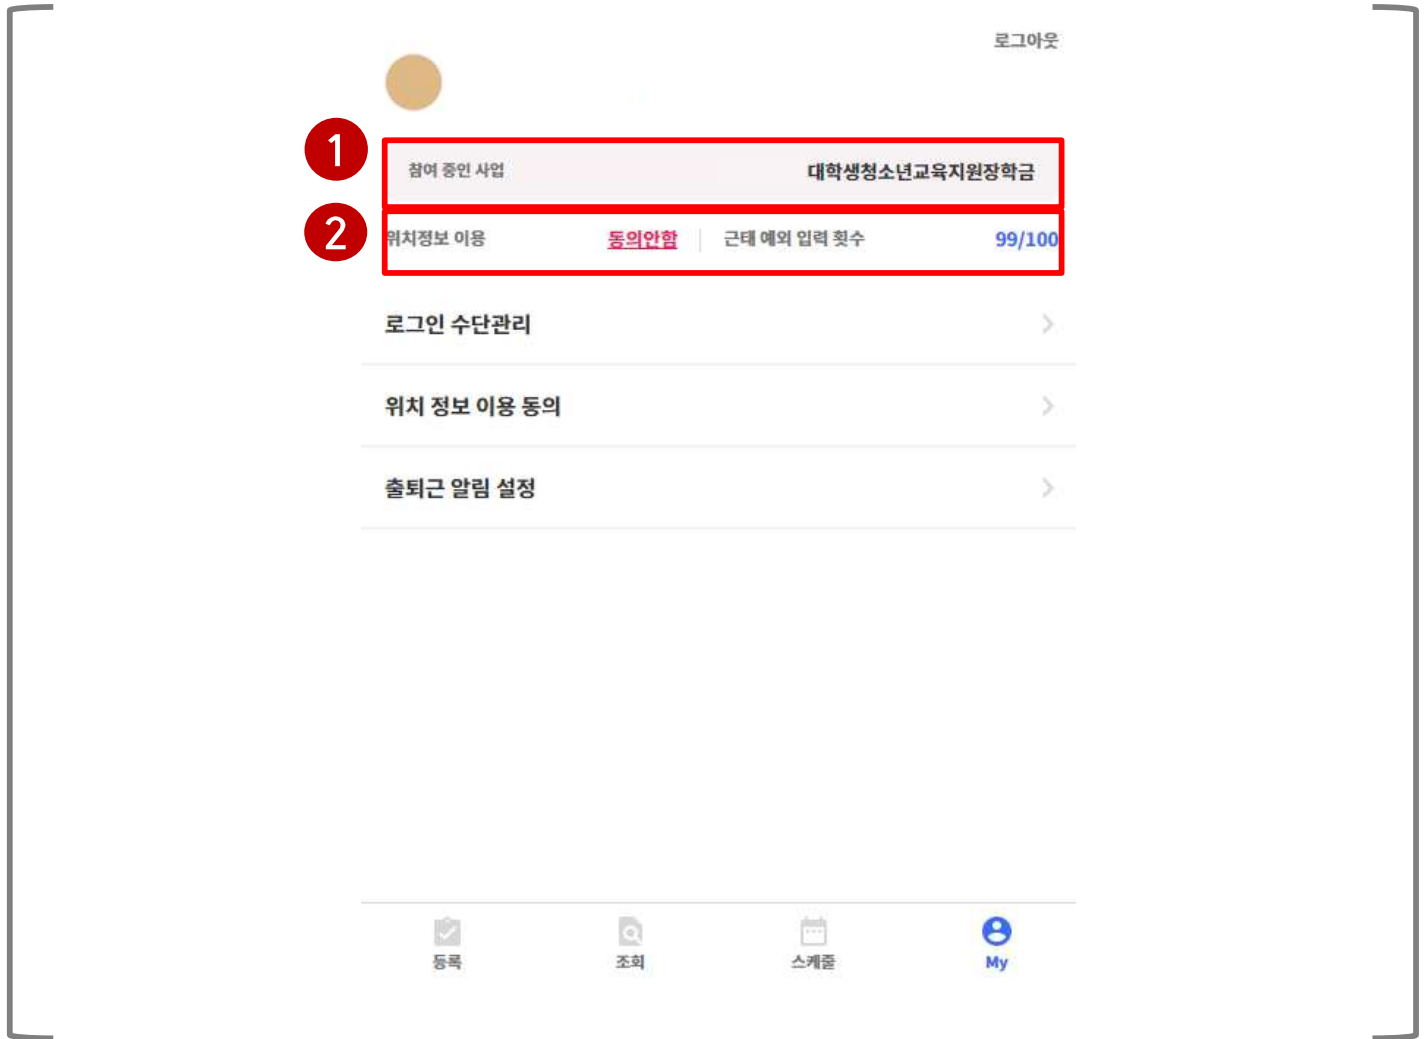 로그아웃
1
참여 중인 사업 대학생청소년교육지원장학금
2
위치정보 이용 동의안함 근태 예외 입력 횟수 99/100
로그인 수단관리
위치 정보 이용 동의
출퇴근 알림 설정
등록 조회 스케줄 My